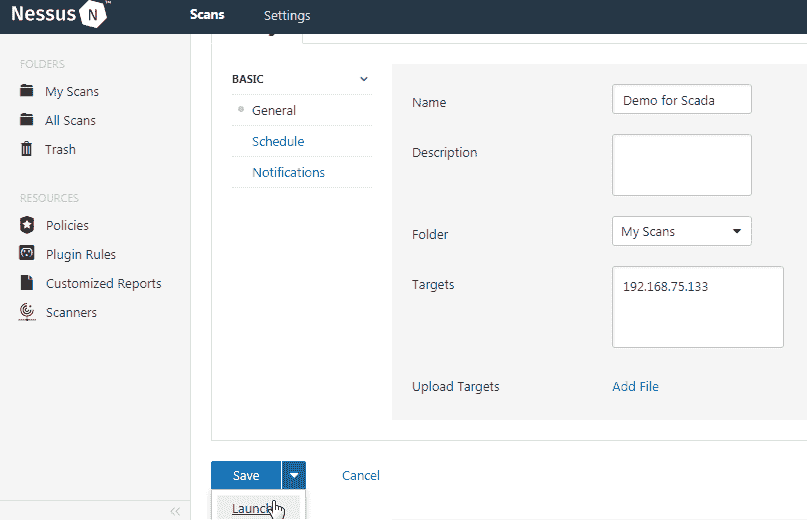 Nessus N ™
Scans
Settings
FOLDERS
My Scans
All Scans
Trash
RESOURCES
Policies
Plugin Rules
Customized Reports
Scanners
BASIC
General
Schedule
Notifications
Name
Demo for Scada
Description
Folder
My Scans
Targets
192.168.75.133
Upload Targets
Add File
Save
Cancel
Launch